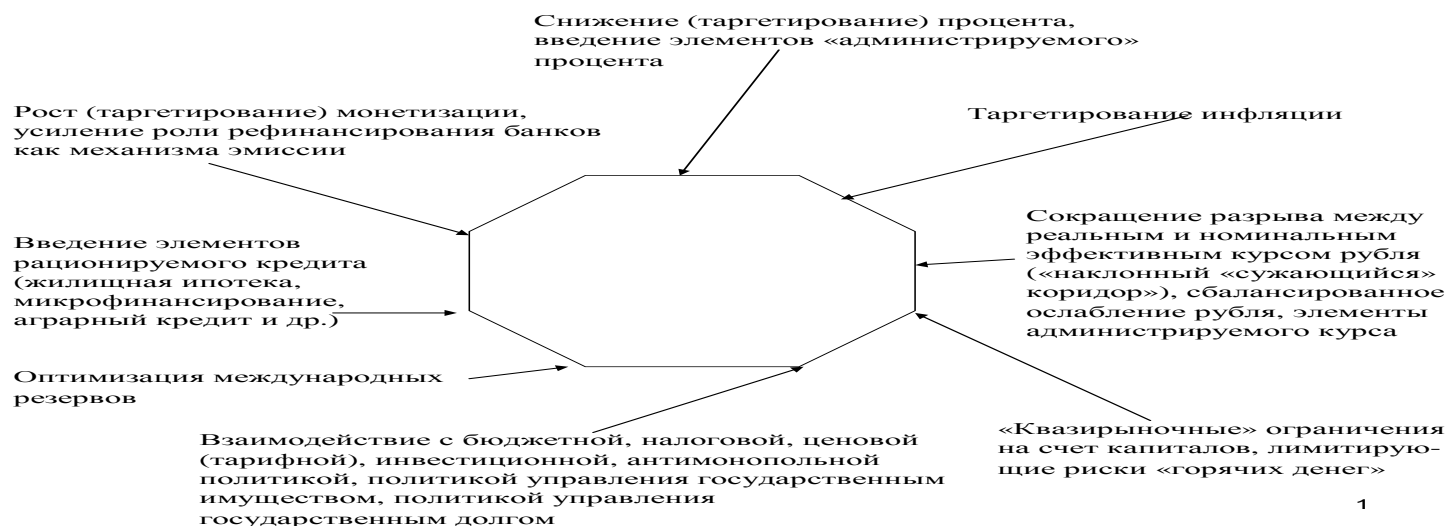 Снижение (таргетирование) процента,
введение элементов «администрируемого»
процента
Рост (таргетирование) монетизации,
усиление роли рефинансирования банков
как механизма эмиссии
Таргетирование инфляции
Введение элементов
рационируемого кредита
(жилищная ипотека,
микрофинансирование,
аграрный кредит и др.)
Сокращение разрыва между
реальным и номинальным
эффективным курсом рубля
(«наклонный «сужающийся»
коридор»), сбалансированное
ослабление рубля, элементы
администрируемого курса
Оптимизация международных
резервов
Взаимодействие с бюджетной, налоговой, ценовой
(тарифной), инвестиционной, антимонопольной
политикой, политикой управления государственным
имуществом, политикой управления
государственным долгом
«Квазирыночные» ограничения
на счет капиталов, лимитирую-
щие риски «горячих денег»
1